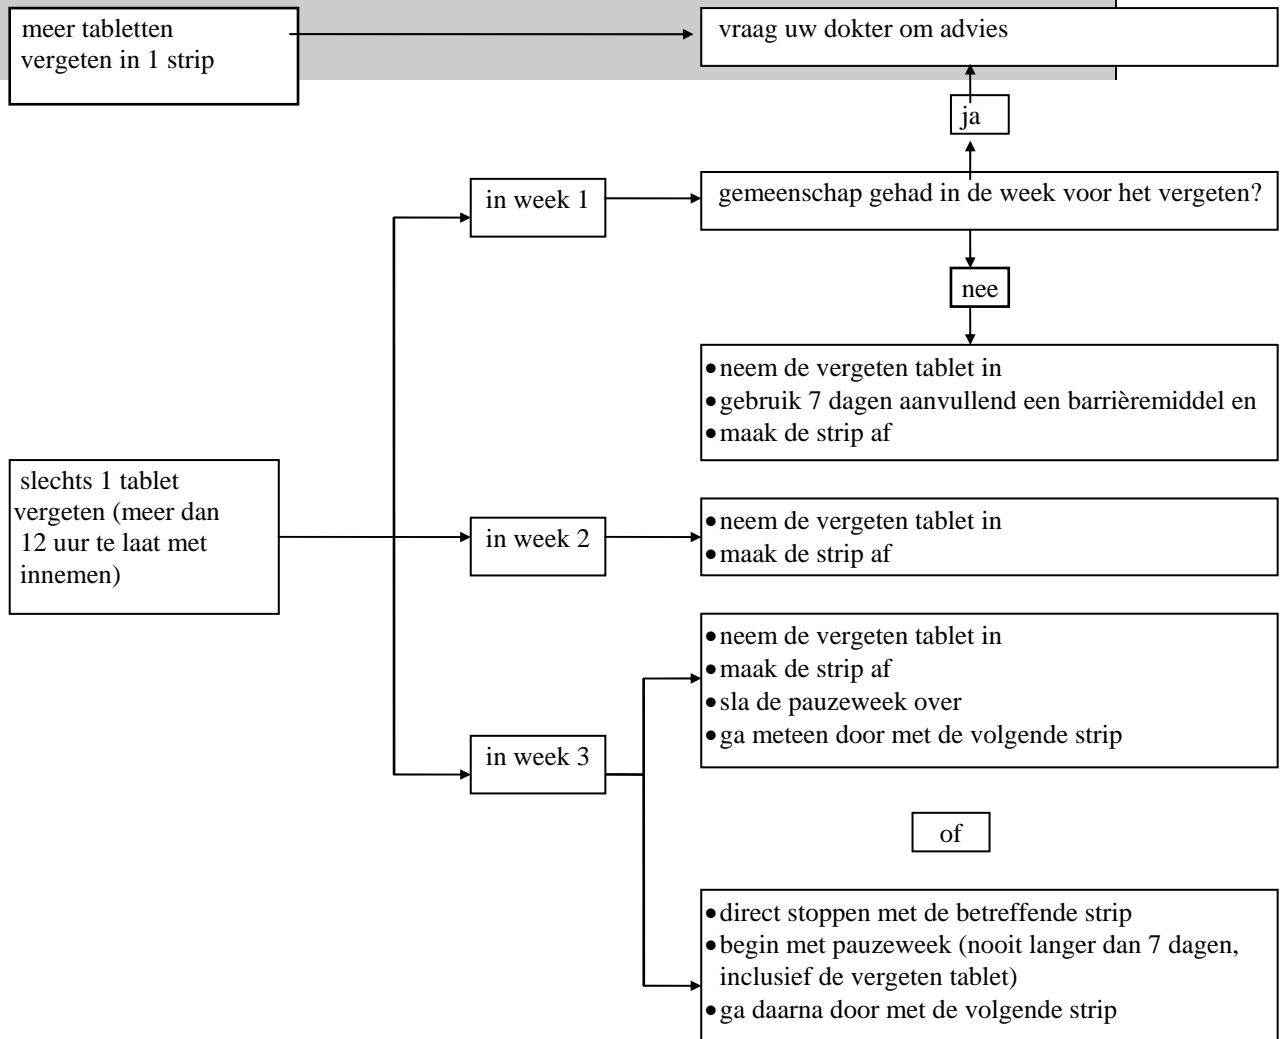 meer tabletten
vergeten in 1 strip
vraag uw dokter om advies
ja
in week 1
gemeenschap gehad in de week voor het vergeten?
nee
•neem de vergeten tablet in
•gebruik 7 dagen aanvullend een barrièremiddel en
•maak de strip af
slechts 1 tablet
vergeten (meer dan
12 uur te laat met
innemen)
in week 2
•neem de vergeten tablet in
•maak de strip af
in week 3
•neem de vergeten tablet in
•maak de strip af
•sla de pauzeweek over
•ga meteen door met de volgende strip
of
•direct stoppen met de betreffende strip
•begin met pauzeweek (nooit langer dan 7 dagen,
inclusief de vergeten tablet)
•ga daarna door met de volgende strip